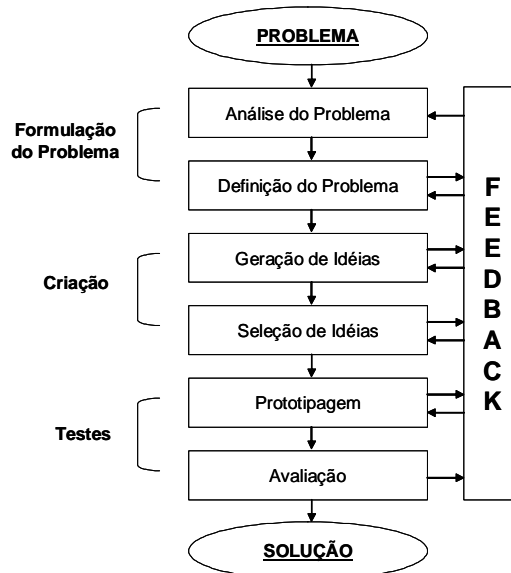 PROBLEMA
Análise do Problema
Formulação
do Problema
Definição do Problema
Geração de Idéias
Criação
Seleção de Idéias
Prototipagem
Testes
Avaliação
SOLUÇÃO
F
E
E
D
B
A
C
K